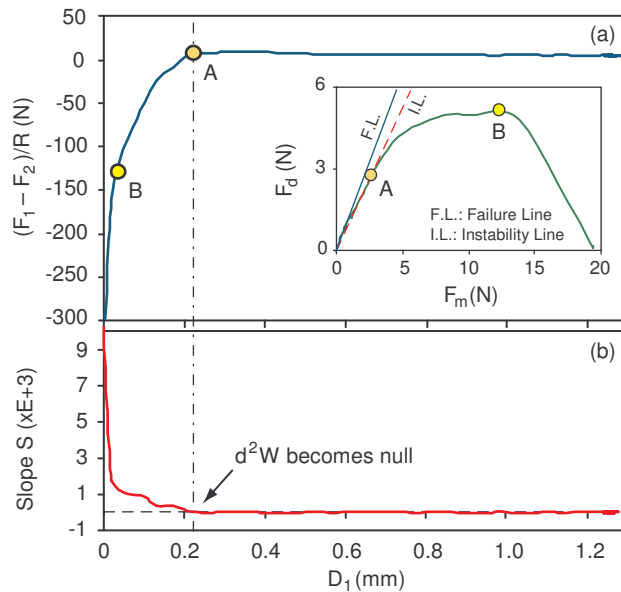 50
0
50
-100
-150
-200
-250
-300
(F₁ – F₂)/R (N)
(a)
A
B
6
3
0
F_d (N)
F.L.
I.L.
A
B
F.L.: Failure Line
I.L.: Instability Line
0
5
10
15
20
F_m(N)
(b)
9
7
5
3
1
-1
Slope S (xE+3)
d²W becomes null
0
0.2
0.4
0.6
0.8
1.0
1.2
D₁(mm)